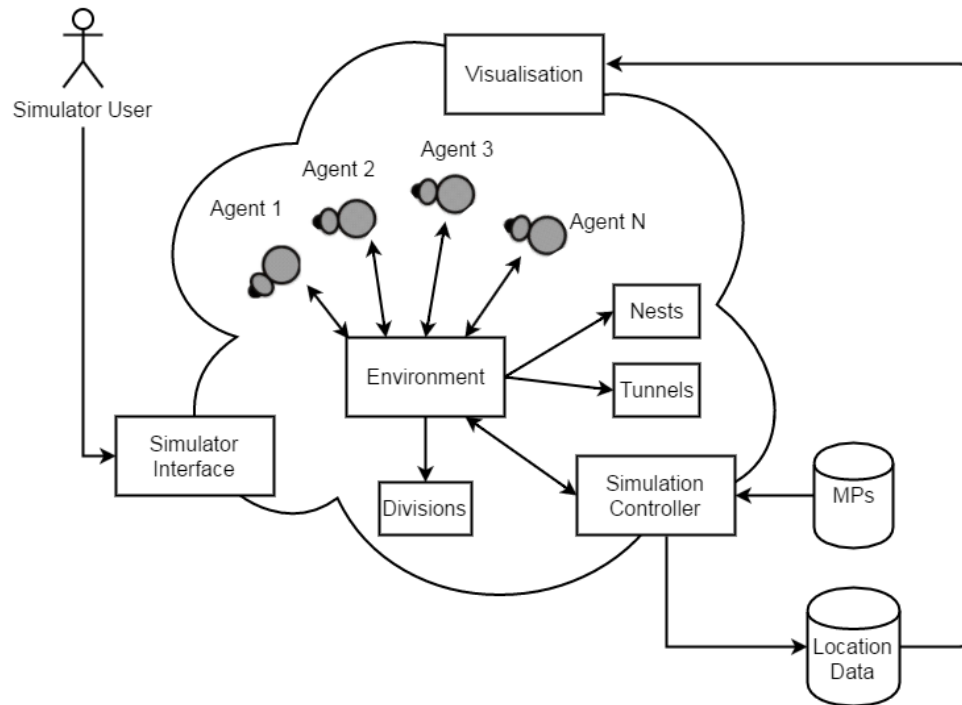 Visualisation
Simulator User
Agent 3
Agent 2
Agent 1
Agent N
Nests
Environment
Tunnels
Simulator
Interface
Simulation
Controller
MPs
Divisions
Location
Data